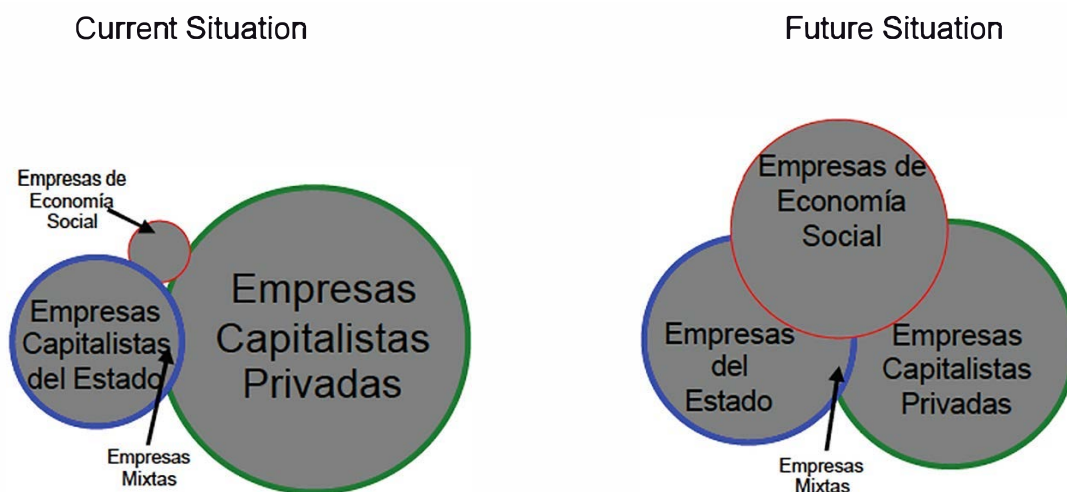 Current Situation
Future Situation
Empresas de
Economía
Social
Empresas
Capitalistas
del Estado
Empresas
Capitalistas
Privadas
Empresas
Mixtas
Empresas de
Economía
Social
Empresas
del
Estado
Empresas
Capitalistas
Privadas
Empresas
Mixtas